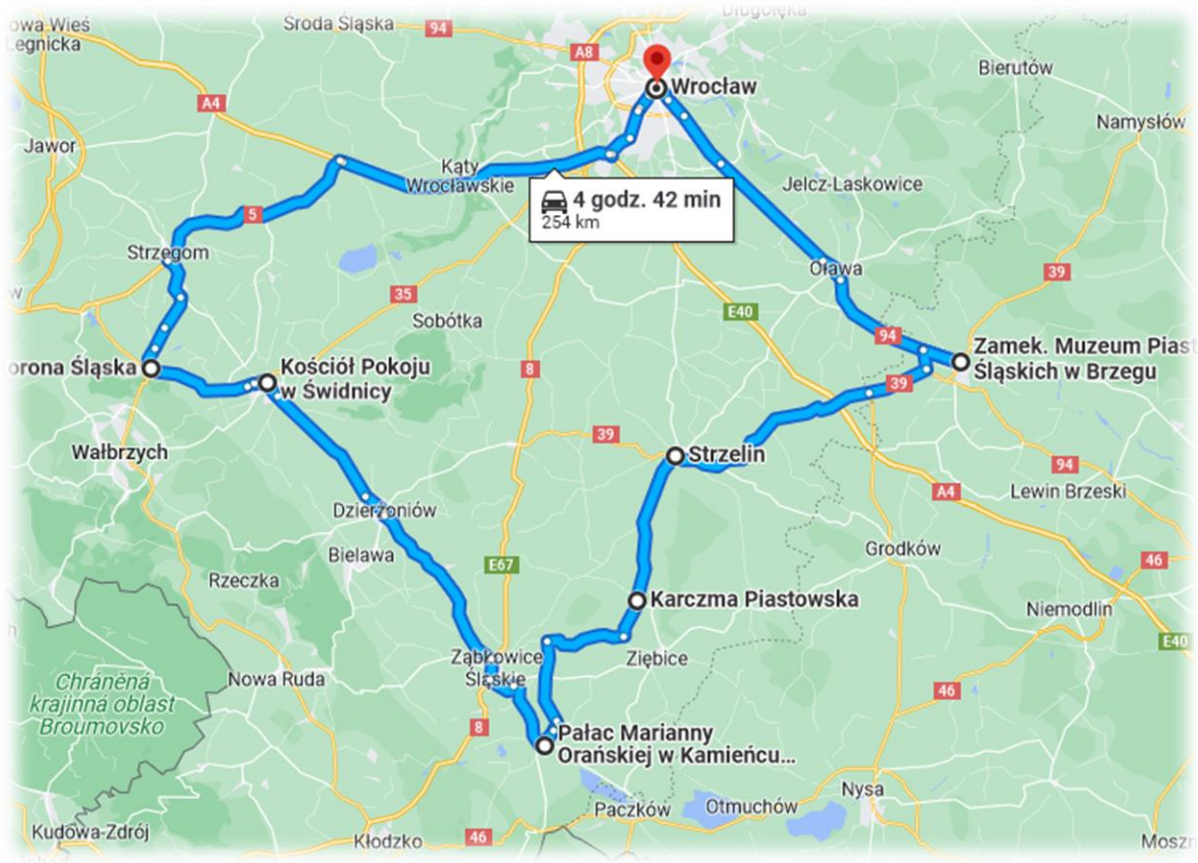 Długołęka
owa Wieś
Legnicka
Środa Śląska
94
A8
Wrocław
Bierutów
A4
Namysłów
Jawor
Kąty
Wrocławskie
Jelcz-Laskowice
4 godz. 42 min
254 km
5
Strzegom
Oława
39
35
E40
Sobótka
94
orona Śląska
Kościół Pokoju
w Świdnicy
8
Zamek. Muzeum Piast
Śląskich w Brzegu
39
39
Wałbrzych
Strzelin
94
A4
Lewin Brzeski
Dzierżoniów
Bielawa
E67
Grodków
46
Rzeczka
Karczma Piastowska
Niemodlin
E40
Ząbkowice
Śląskie
Ziębice
Nowa Ruda
46
Chráněná
krajinná oblast
Broumovsko
8
Pałac Marianny
Orańskiej w Kamieńcu...
Nysa
Paczków
Otmuchów
Kudowa-Zdrój
Kłodzko
46
Moszn